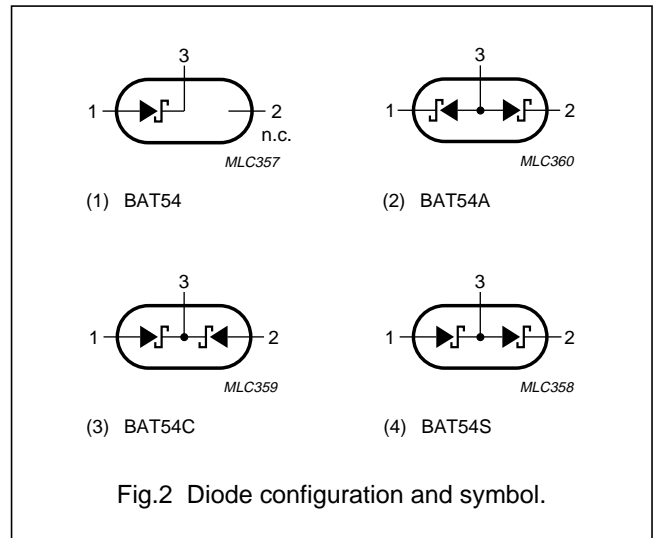 3
1
2
n.c.
MLC357
(1) BAT54
3
1
2
MLC360
(2) BAT54A
3
1
2
MLC359
(3) BAT54C
3
1
2
MLC358
(4) BAT54S
Fig.2 Diode configuration and symbol.